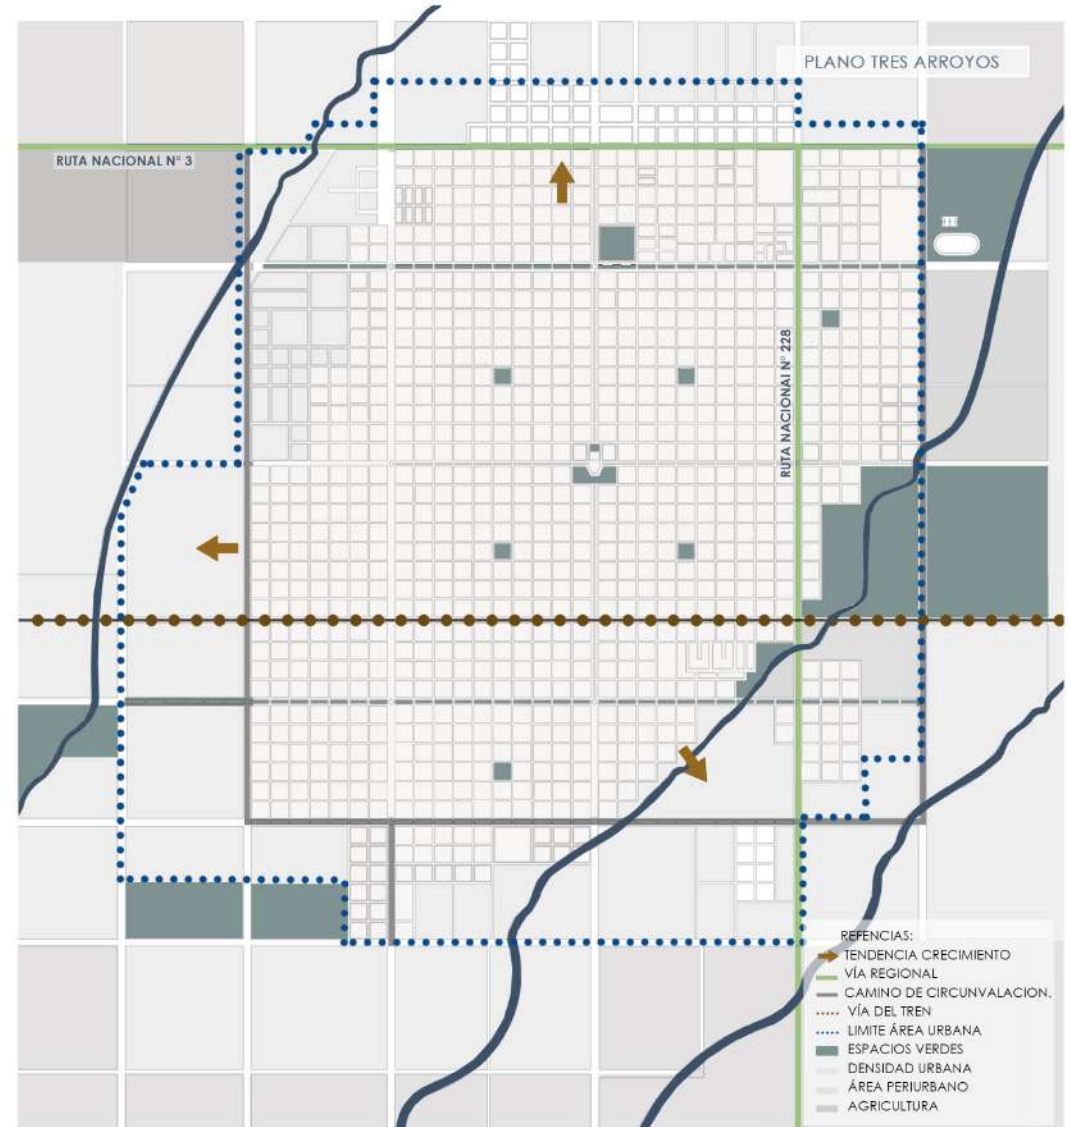 PLANO TRES ARROYOS
RUTA NACIONAL N° 3
RUTA NACIONAl N° 228
REFENCIAS:
TENDENCIA CRECIMIENTO
VÍA REGIONAL
CAMINO DE CIRCUNVALACION.
VÍA DEL TREN
LIMITE ÁREA URBANA
ESPACIOS VERDES
DENSIDAD URBANA
ÁREA PERIURBANO
AGRICULTURA